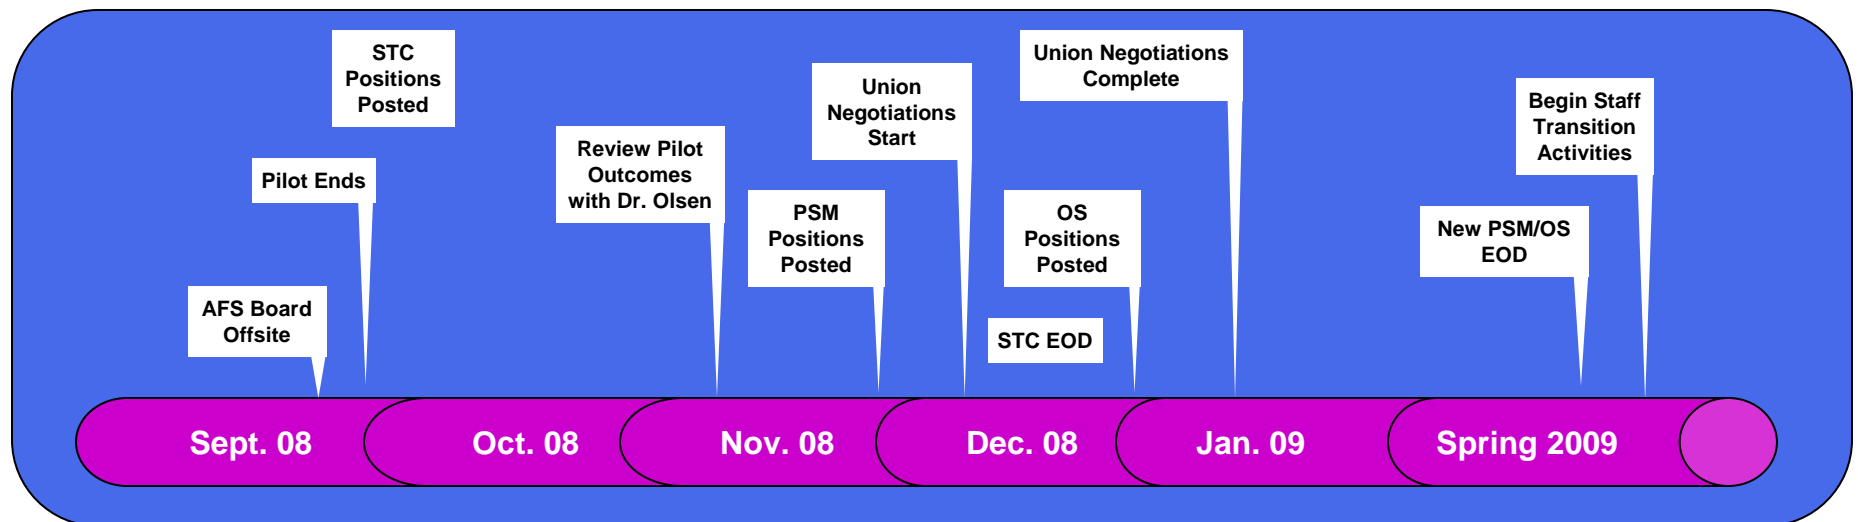 STC
Positions
Posted
Union Negotiations
Complete
Union
Negotiations
Start
Begin Staff
Transition
Activities
Review Pilot
Outcomes
with Dr. Olsen
Pilot Ends
PSM
Positions
Posted
OS
Positions
Posted
New PSM/OS
EOD
AFS Board
Offsite
STC EOD
Sept. 08
Oct. 08
Nov. 08
Dec. 08
Jan. 09
Spring 2009